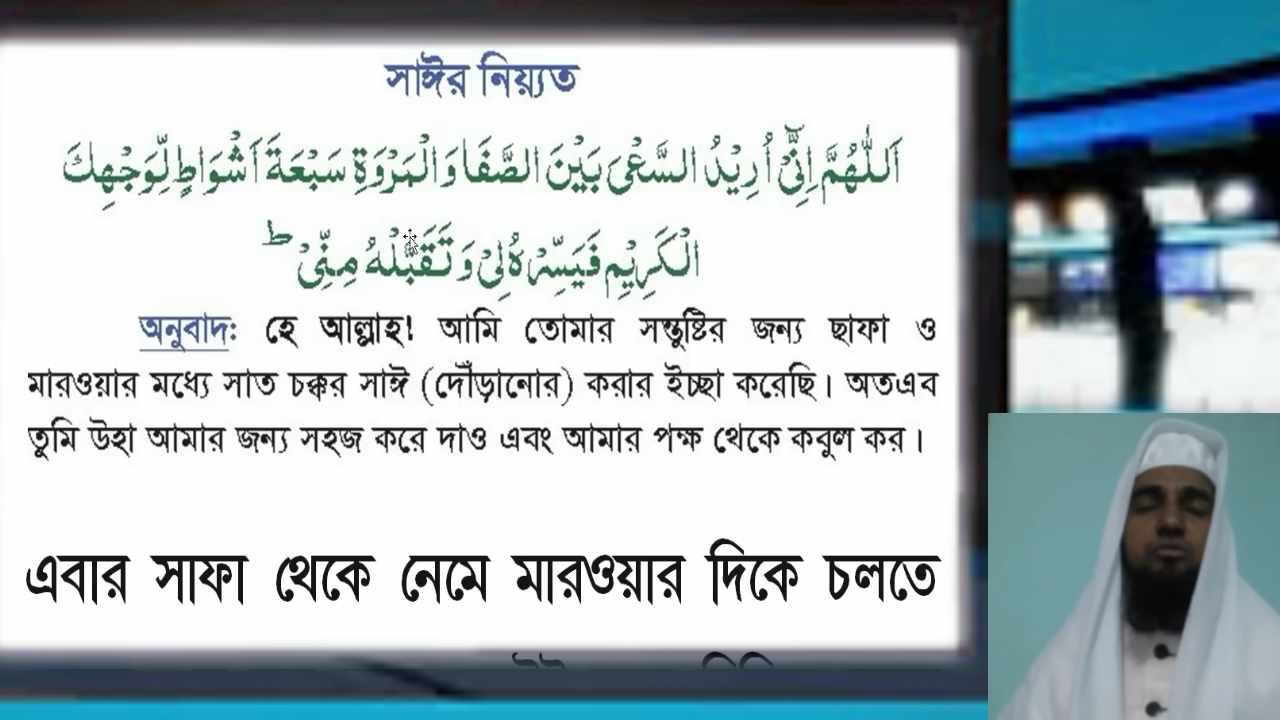 সাঈর নিয়্যত
اَللّٰهُمَّ اِنِّيْٓ اُرِيْدُ السَّعْىَ بَيْنَ الصَّفَا وَالْمَرْوَةِ سَبْعَةَ اَشْوَاطٍ لِّوَجْهِكَ
الْكَرِيْمِ فَيَسِّرْهُ لِيْ وَ تَقَبَّلْهُ مِنِّيْ ط
অনুবাদ: হে আল্লাহ! আমি তোমার সন্তুষ্টির জন্য ছাফা ও
মারওয়ার মধ্যে সাত চক্কর সাঈ (দৌঁড়ানোর) করার ইচ্ছা করেছি। অতএব
তুমি উহা আমার জন্য সহজ করে দাও এবং আমার পক্ষ থেকে কবুল কর।
এবার সাফা থেকে নেমে মারওয়ার দিকে চলতে